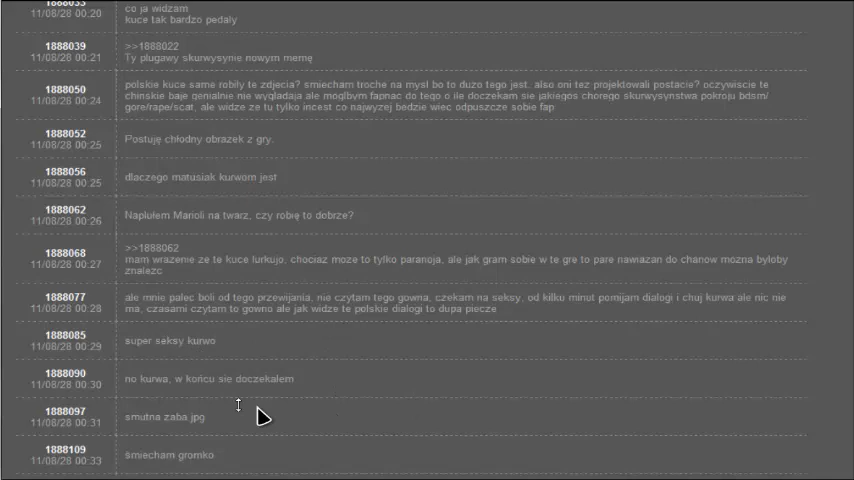 1888033
11/08/28 00:20
co ja widzam
kuce tak bardzo pedaly
1888039
11/08/28 00:21
>>1888022
Ty plugawy skurwysynie nowym memę
1888050
11/08/28 00:24
polskie kuce same robily te zdjecia? smiecham troche na mysl bo to duzo tego jest. also oni tez projektowali postacie? oczywiscie te
chinskie baje genialnie nie wygladaja ale moglbym fapnac do tego o ile doczekam sie jakiegos chorego skurwysynstwa pokroju bdsm/
gore/rape/scat, ale widze ze tu tylko incest co najwyzej bedzie wiec odpuszcze sobie fap
1888052
11/08/28 00:25
Postuję chłodny obrazek z gry.
1888056
11/08/28 00:25
dlaczego matusiak kurwom jest
1888062
11/08/28 00:26
Naplułem Marioli na twarz, czy robię to dobrze?
1888068
11/08/28 00:27
>>1888062
mam wrazenie ze te kuce lurkujo, chociaz moze to tylko paranoja, ale jak gram sobie w te gre to pare nawiazan do chanow mozna byloby
znalezc
1888077
11/08/28 00:28
ale mnie palec boli od tego przewijania, nie czytam tego gowna, czekam na seksy, od kilku minut pomijam dialogi i chuj kurwa ale nic nie
ma, czasami czytam to gowno ale jak widze te polskie dialogi to dupa piecze
1888085
11/08/28 00:29
super seksy kurwo
1888090
11/08/28 00:30
no kurwa, w końcu sie doczekałem
1888097
11/08/28 00:31
smutna zaba jpg
1888109
11/08/28 00:33
śmiecham gromko